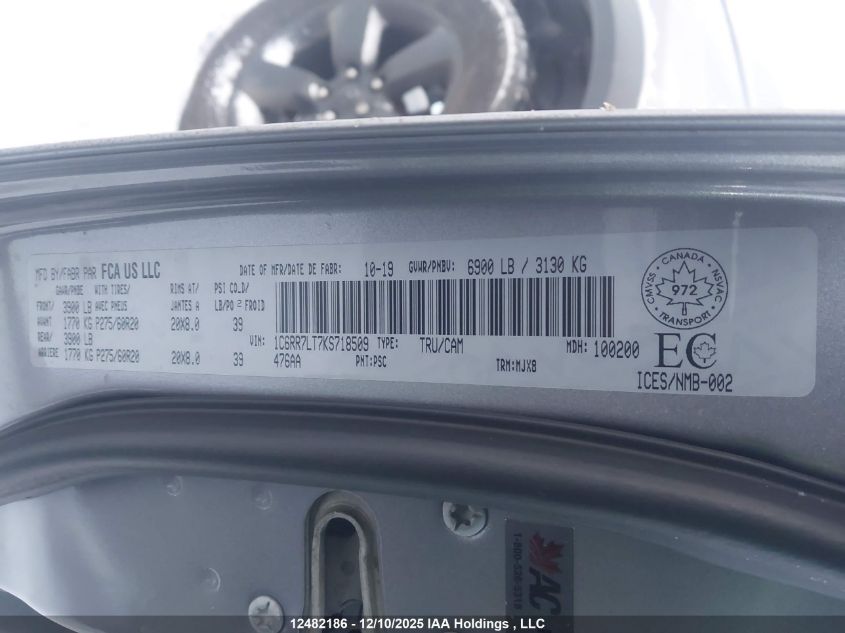 MFD BY/FABR PAR FCA US LLC DATE OF MFR/DATE DE FABR: 10-19 GVWR/PNBV: 6900 LB / 3130 KG
GAWR/PNBE WITH TIRES/ RIMS AT/ PSI COLD/
FRONT/ 3900 LB AVEC PNEUS JANTES A LB/PO 2 FROID
AVANT 1770 KG P275/60R20 20X8.0 39
REAR/ 3900 LB VIN: 1C6RR7LT7KS718509 TYPE: TRU/CAM MDH: 100200
ARRIERE 1770 KG P275/60R20 20X8.0 39 476AA PNT:PSC TRM:MJX8
CANADA
CMVSS 972 NSVAC
TRANSPORT
EC
ICES/NMB-002
AC
12482186 - 12/10/2025 IAA Holdings , LLC